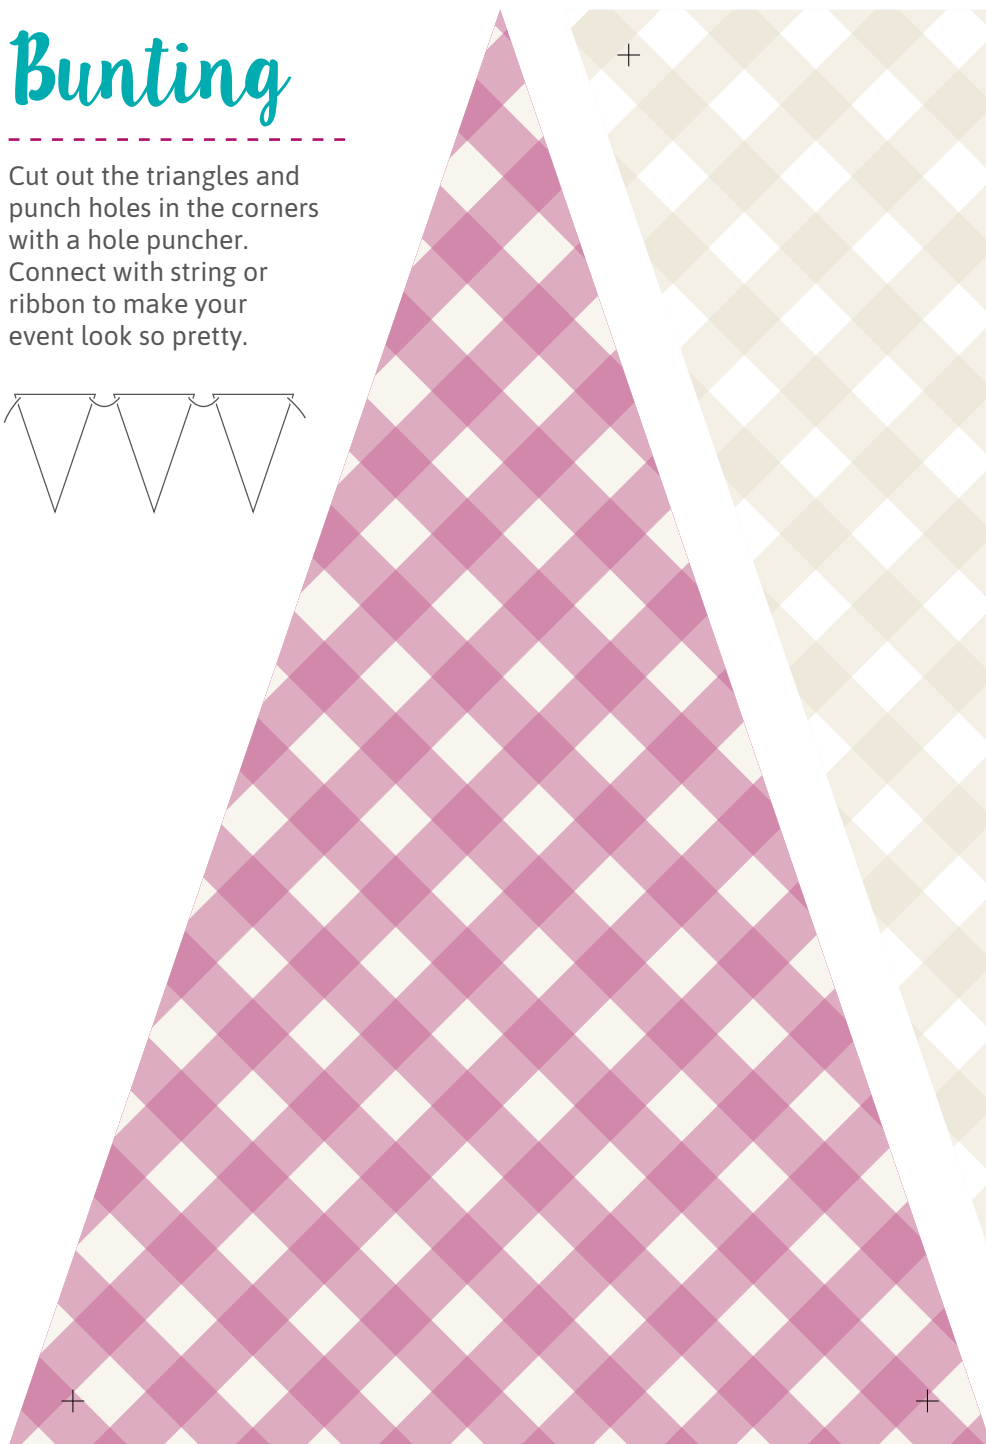 Bunting
Cut out the triangles and
punch holes in the corners
with a hole puncher.
Connect with string or
ribbon to make your
event look so pretty.